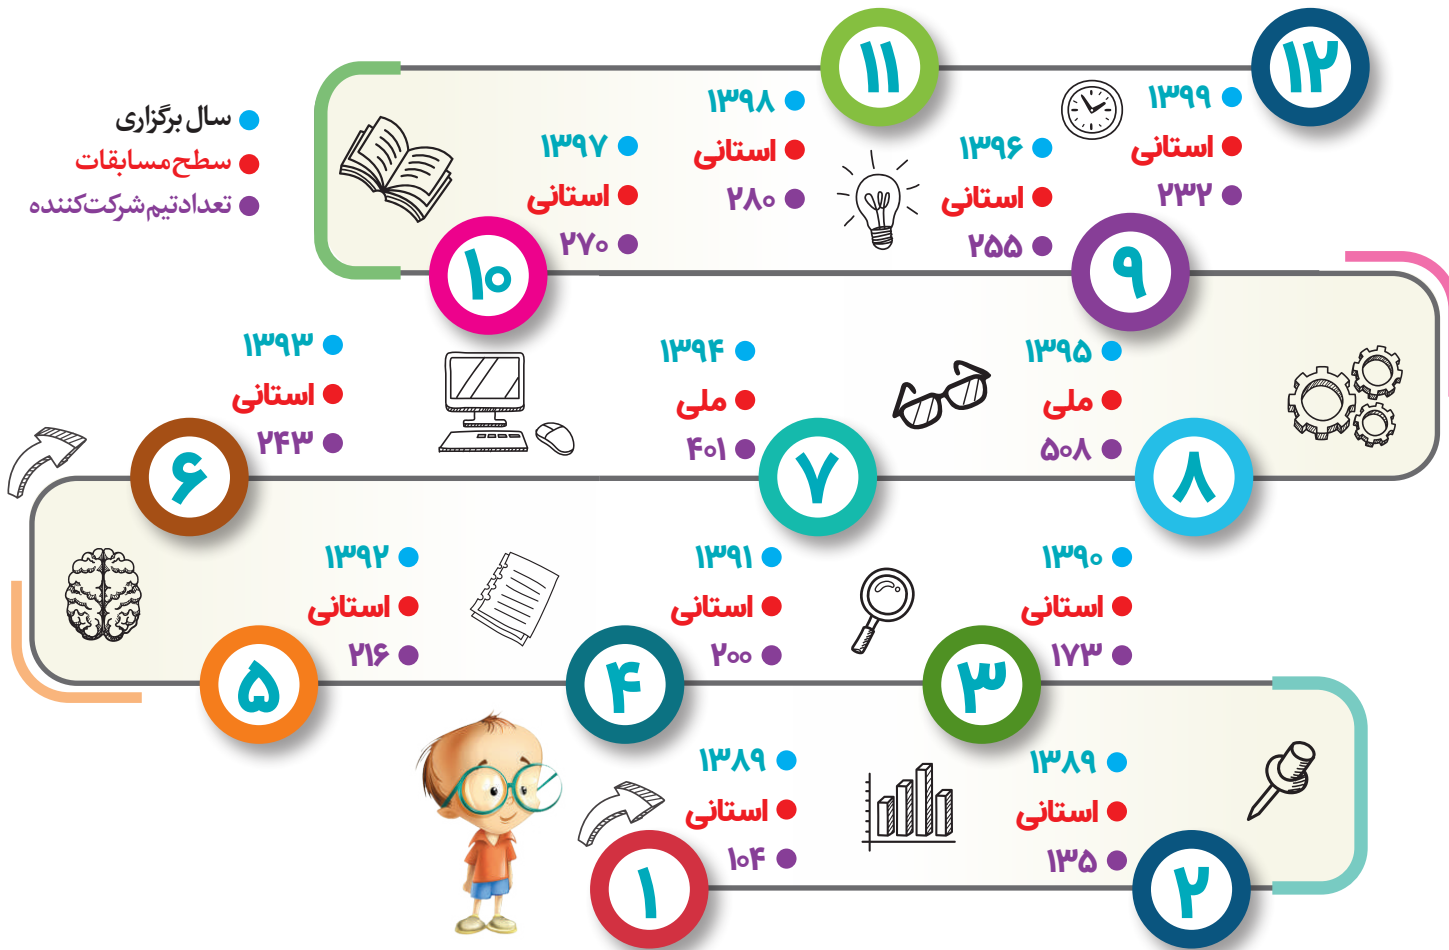 سال برگزاری
سطح مسابقات
تعداد تیم شرکت کننده
۱۲
۱۳۹۹
استانی
۲۳۲
۱۱
۱۳۹۸
استانی
۲۸۰
۱۰
۱۳۹۷
استانی
۲۷۰
۹
۱۳۹۶
استانی
۲۵۵
۸
۱۳۹۵
ملی
۵۰۸
۷
۱۳۹۴
ملی
۴۰۱
۶
۱۳۹۳
استانی
۲۴۳
۵
۱۳۹۲
استانی
۲۱۶
۴
۱۳۹۱
استانی
۲۰۰
۳
۱۳۹۰
استانی
۱۷۳
۲
۱۳۸۹
استانی
۱۳۵
۱
۱۳۸۹
استانی
۱۰۴